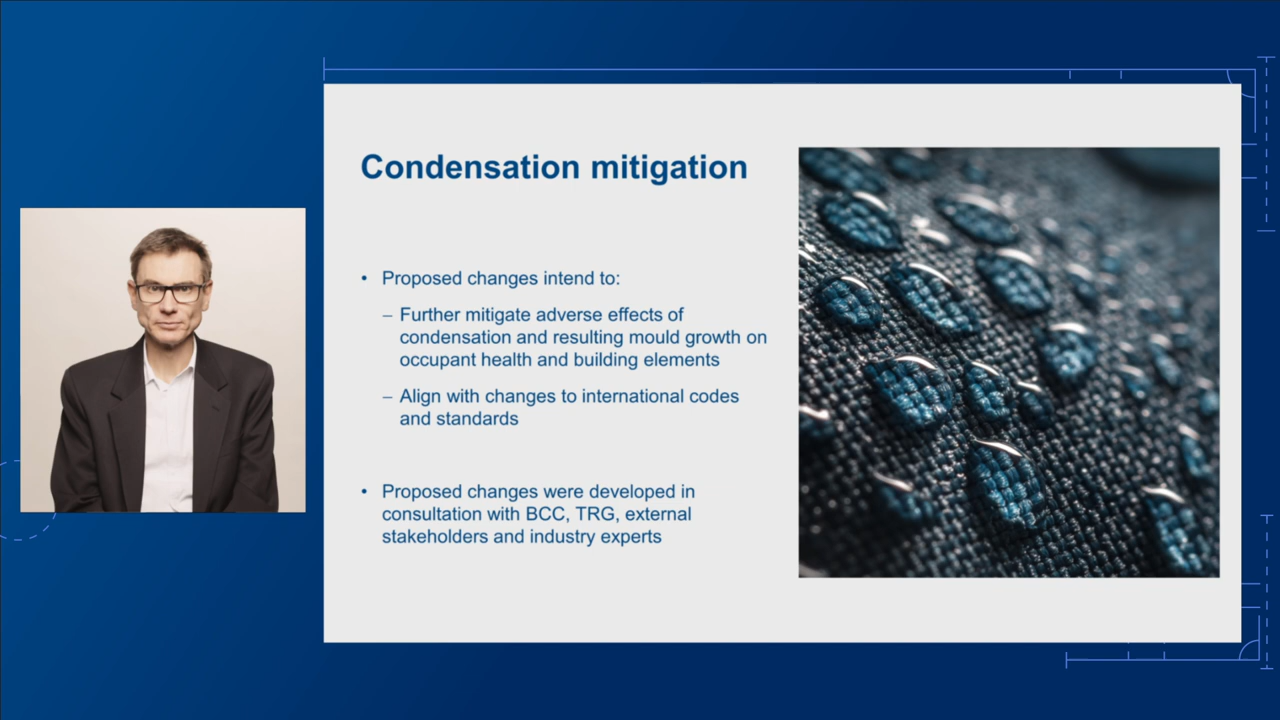 Condensation mitigation
• Proposed changes intend to:
– Further mitigate adverse effects of
condensation and resulting mould growth on
occupant health and building elements
– Align with changes to international codes
and standards
• Proposed changes were developed in
consultation with BCC, TRG, external
stakeholders and industry experts